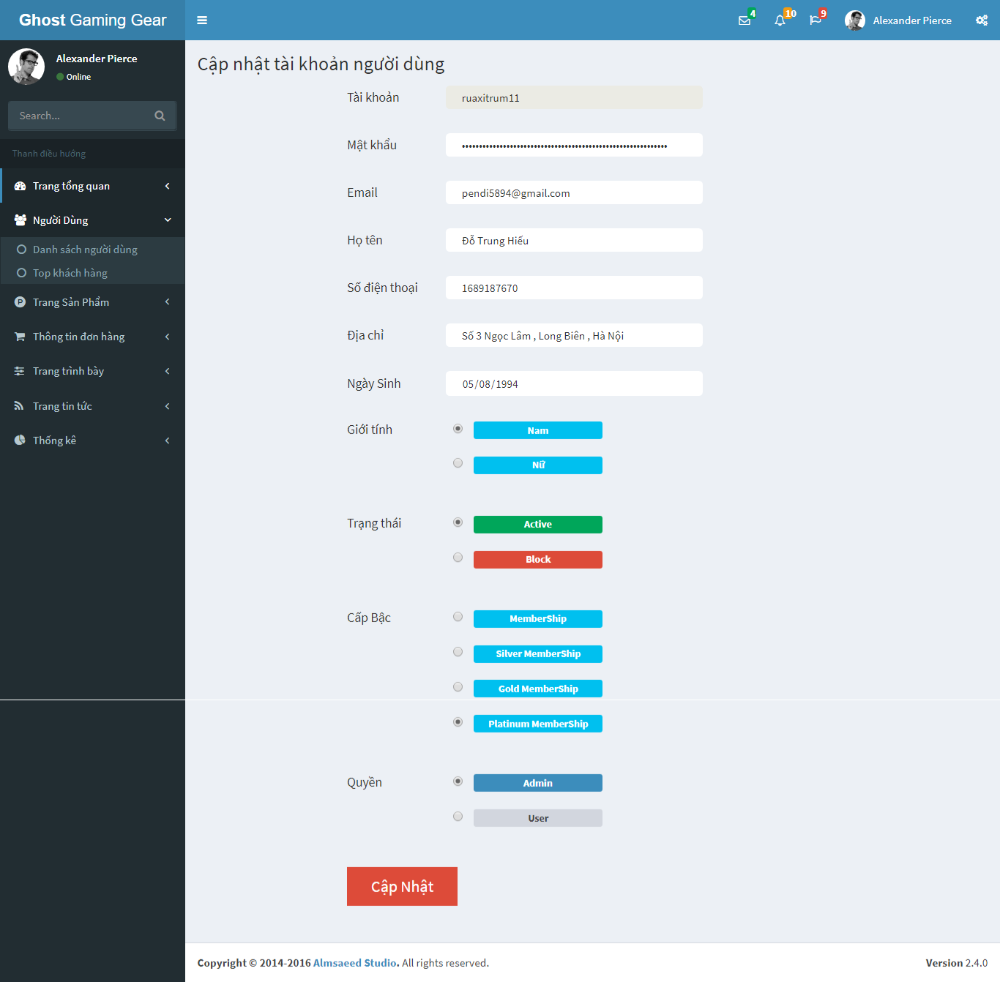 Ghost Gaming Gear
4
10
9
Alexander Pierce
Alexander Pierce
Online
Search...
Thanh điều hướng
Trang tổng quan
Người Dùng
Danh sách người dùng
Top khách hàng
Trang Sản Phẩm
Thông tin đơn hàng
Trang trình bày
Trang tin tức
Thống kê
Cập nhật tài khoản người dùng
Tài khoản ruaxitrum11
Mật khẩu ••••••••••••••••••••••••••••••••••••••••••••••••••••••••••••
Email pendi5894@gmail.com
Họ tên Đỗ Trung Hiếu
Số điện thoại 1689187670
Địa chỉ Số 3 Ngọc Lâm , Long Biên , Hà Nội
Ngày Sinh 05/08/1994
Giới tính Nam
Nữ
Trạng thái Active
Block
Cấp Bậc MemberShip
Silver MemberShip
Gold MemberShip
Platinum MemberShip
Quyền Admin
User
Cập Nhật
Copyright © 2014-2016 Almsaeed Studio. All rights reserved.
Version 2.4.0